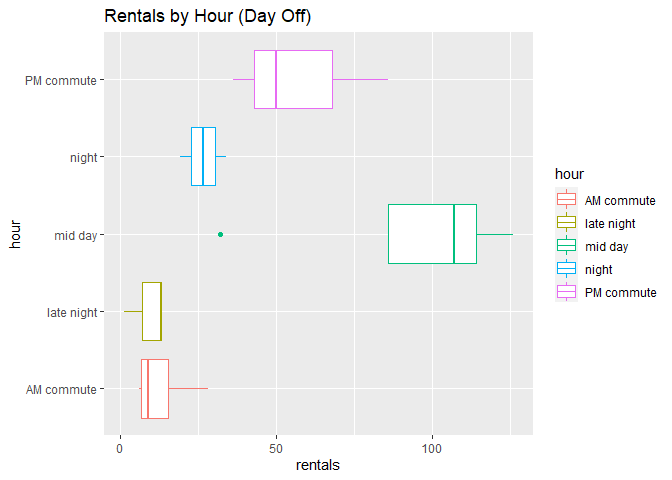 Rentals by Hour (Day Off)
PM commute
night
mid day
late night
AM commute
hour
0
50
100
rentals
hour
AM commute
late night
mid day
night
PM commute